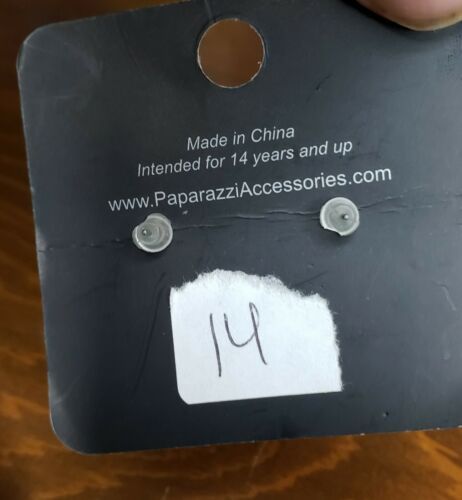 Made in China
Intended for 14 years and up
www.PaparazziAccessories.com
14